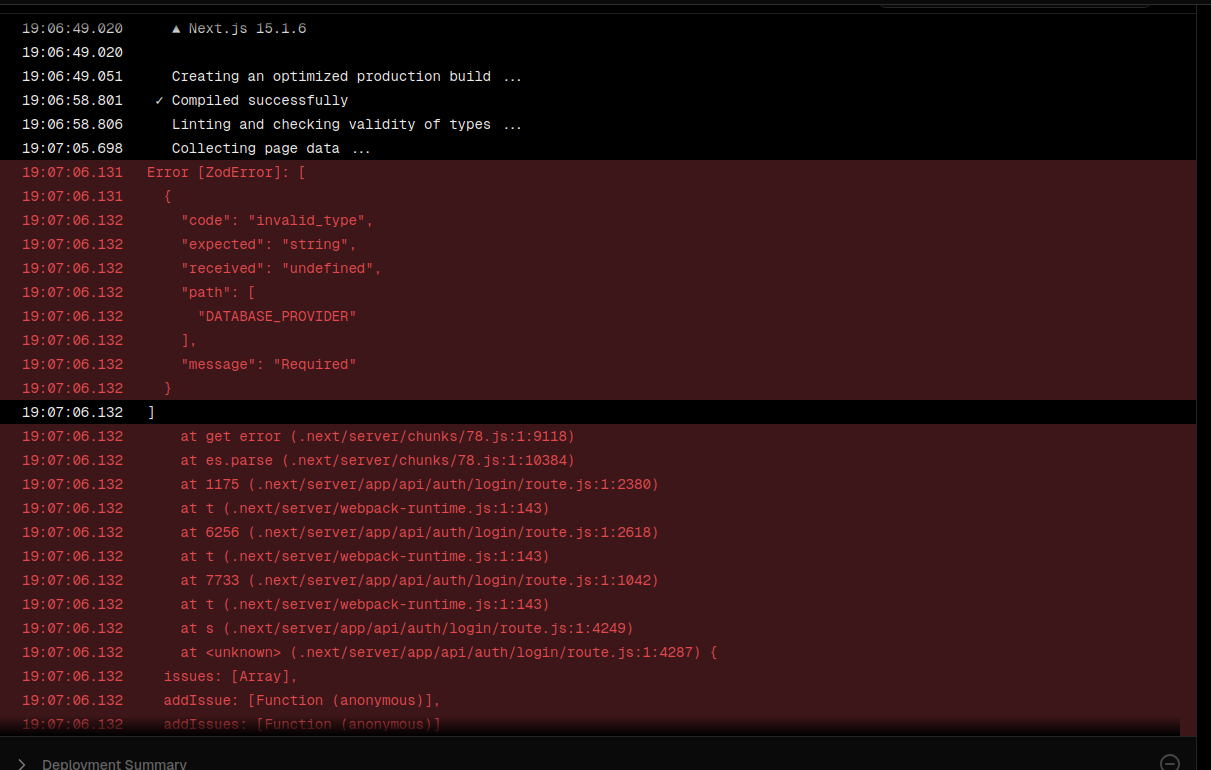 19:06:49.020 ▲ Next.js 15.1.6
19:06:49.020
19:06:49.051 Creating an optimized production build ...
19:06:58.801 ✓ Compiled successfully
19:06:58.806 Linting and checking validity of types ...
19:07:05.698 Collecting page data ...
19:07:06.131 Error [ZodError]: [
19:07:06.131 {
19:07:06.132 "code": "invalid_type",
19:07:06.132 "expected": "string",
19:07:06.132 "received": "undefined",
19:07:06.132 "path": [
19:07:06.132 "DATABASE_PROVIDER"
19:07:06.132 ],
19:07:06.132 "message": "Required"
19:07:06.132 }
19:07:06.132 ]
19:07:06.132 at get error (.next/server/chunks/78.js:1:9118)
19:07:06.132 at es.parse (.next/server/chunks/78.js:1:10384)
19:07:06.132 at 1175 (.next/server/app/api/auth/login/route.js:1:2380)
19:07:06.132 at t (.next/server/webpack-runtime.js:1:143)
19:07:06.132 at 6256 (.next/server/app/api/auth/login/route.js:1:2618)
19:07:06.132 at t (.next/server/webpack-runtime.js:1:143)
19:07:06.132 at 7733 (.next/server/app/api/auth/login/route.js:1:1042)
19:07:06.132 at t (.next/server/webpack-runtime.js:1:143)
19:07:06.132 at s (.next/server/app/api/auth/login/route.js:1:4249)
19:07:06.132 at <unknown> (.next/server/app/api/auth/login/route.js:1:4287) {
19:07:06.132 issues: [Array],
19:07:06.132 addIssue: [Function (anonymous)],
19:07:06.132 addIssues: [Function (anonymous)]
Deployment Summary